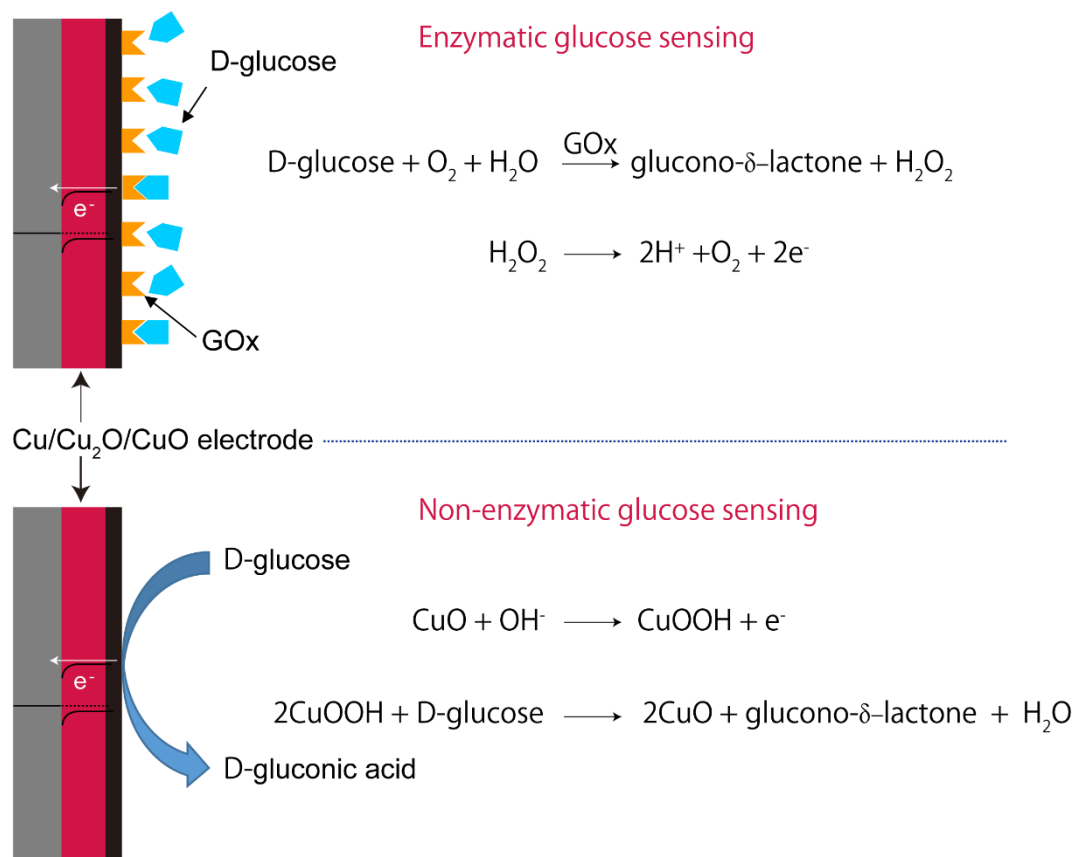 Enzymatic glucose sensing
D-glucose
D-glucose + O₂ + H₂O GOx → glucono-δ–lactone + H₂O₂
e⁻
H₂O₂ → 2H⁺ +O₂ + 2e⁻
GOx
Cu/Cu₂O/CuO electrode
Non-enzymatic glucose sensing
D-glucose
CuO + OH⁻ → CuOOH + e⁻
e⁻
2CuOOH + D-glucose → 2CuO + glucono-δ–lactone + H₂O
D-gluconic acid